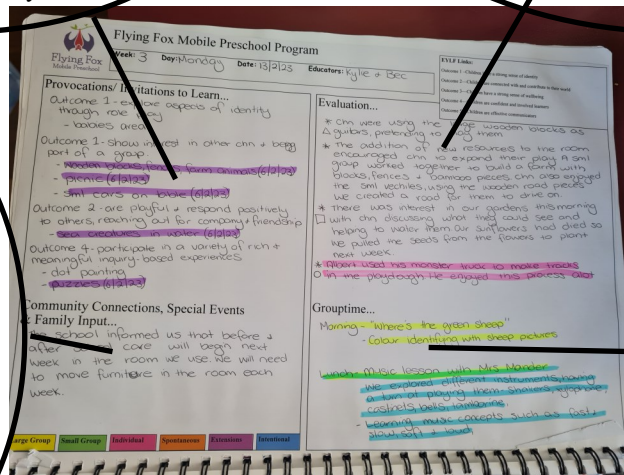 Flying Fox Mobile Preschool Program
Flying Fox
Mobile Preschool
Week: 3 Day: Monday Date: 13/2/23 Educators: Kylie + Bec
EYLF Links:
Provocations/ Invitations to Learn...
Outcome 1 - explore aspects of identity
through role play
- babies area
Outcome 1 - show interest in other chn + being
part of a group
- wooden blocks, fences farm animals (6/2/23)
- picnic (6/2/23)
- sml cars on table (6/2/23)
Outcome 2 - are playful + respond positively
to others, reaching out for company + friendship
- sea creatures in water (6/2/23)
Outcome 4 - participate in a variety of rich +
meaningful inquiry-based experiences
- dot painting
- puzzles (6/2/23)
Community Connections, Special Events
& Family Input...
school informed us that before +
after care will begin next
week in the room we use. We will need
to move furniture in the room each
week.
Evaluation...
* chn were using the wooden blocks as
guitars, pretending to them
* the addition of new resources to the room
encouraged chn to expand their play. A sml
group worked together to build a farm with
blocks, fences + bamboo pieces. chn also enjoyed
the sml vechiles, using the wooden road pieces
we created a road for them to drive on.
* There was interest in our gardens this morning
with chn discussing what they could see and
helping to water them. Our sunflowers had died so
we pulled the seeds from the flowers to plant
next week
* Albert used his monster truck to make tracks
in the playdough. He enjoyed this process alot
Grouptime...
Morning - "Where's the green sheep"
- Colour identifying with sheep pictures
Lunch - Music lesson with Mrs Mander
We explored different instruments, having
a turn of playing them - shakers, xylophone,
castnets, bells, tambourine
- Learning music concepts such as fast +
slow, soft + loud
arge Group Small Group Individual Spontaneous Extensions Intentional